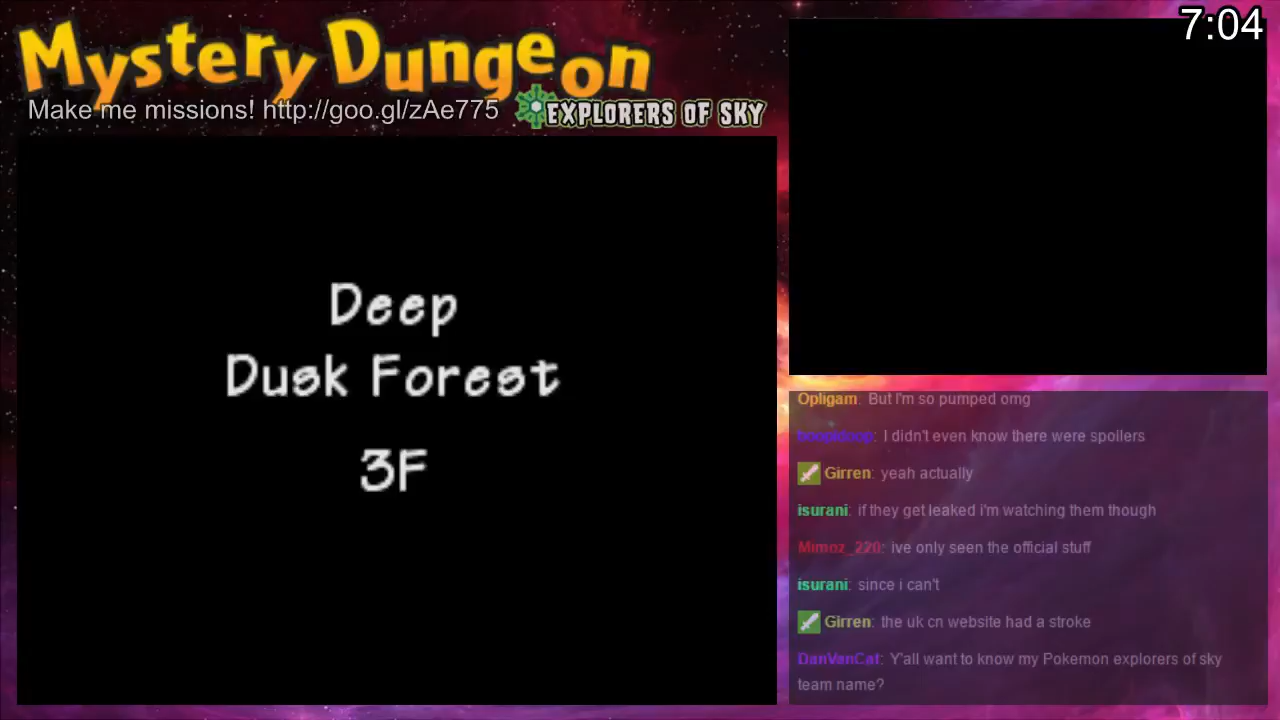 Mystery Dungeon
Make me missions! http://goo.gl/zAe775
EXPLORERS OF SKY
7:04
Deep
Dusk Forest
3F
Opligam: But I'm so pumped omg
I didn't even know there were spoilers
Girren: yeah actually
isurani: if they get leaked i'm watching them though
Mimoz_220: ive only seen the official stuff
isurani: since i can't
Girren: the uk cn website had a stroke
DanVanCat: Y'all want to know my Pokemon explorers of sky
team name?